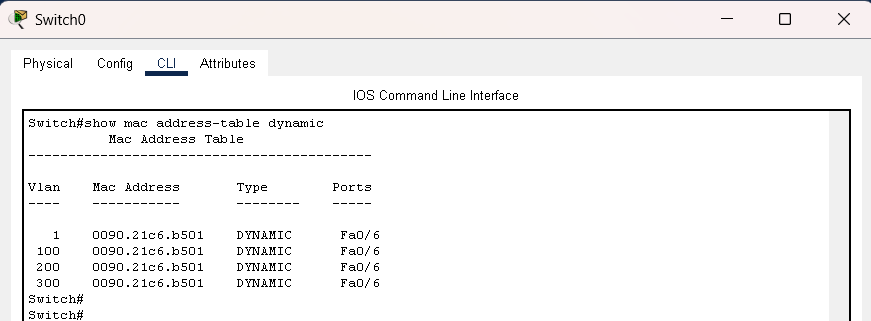 Switch0
Physical Config CLI Attributes
IOS Command Line Interface
Switch#show mac address-table dynamic
Mac Address Table
-------------------------------------------
Vlan Mac Address Type Ports
---- ----------- -------- -----
1 0090.21c6.b501 DYNAMIC Fa0/6
100 0090.21c6.b501 DYNAMIC Fa0/6
200 0090.21c6.b501 DYNAMIC Fa0/6
300 0090.21c6.b501 DYNAMIC Fa0/6
Switch#
Switch#